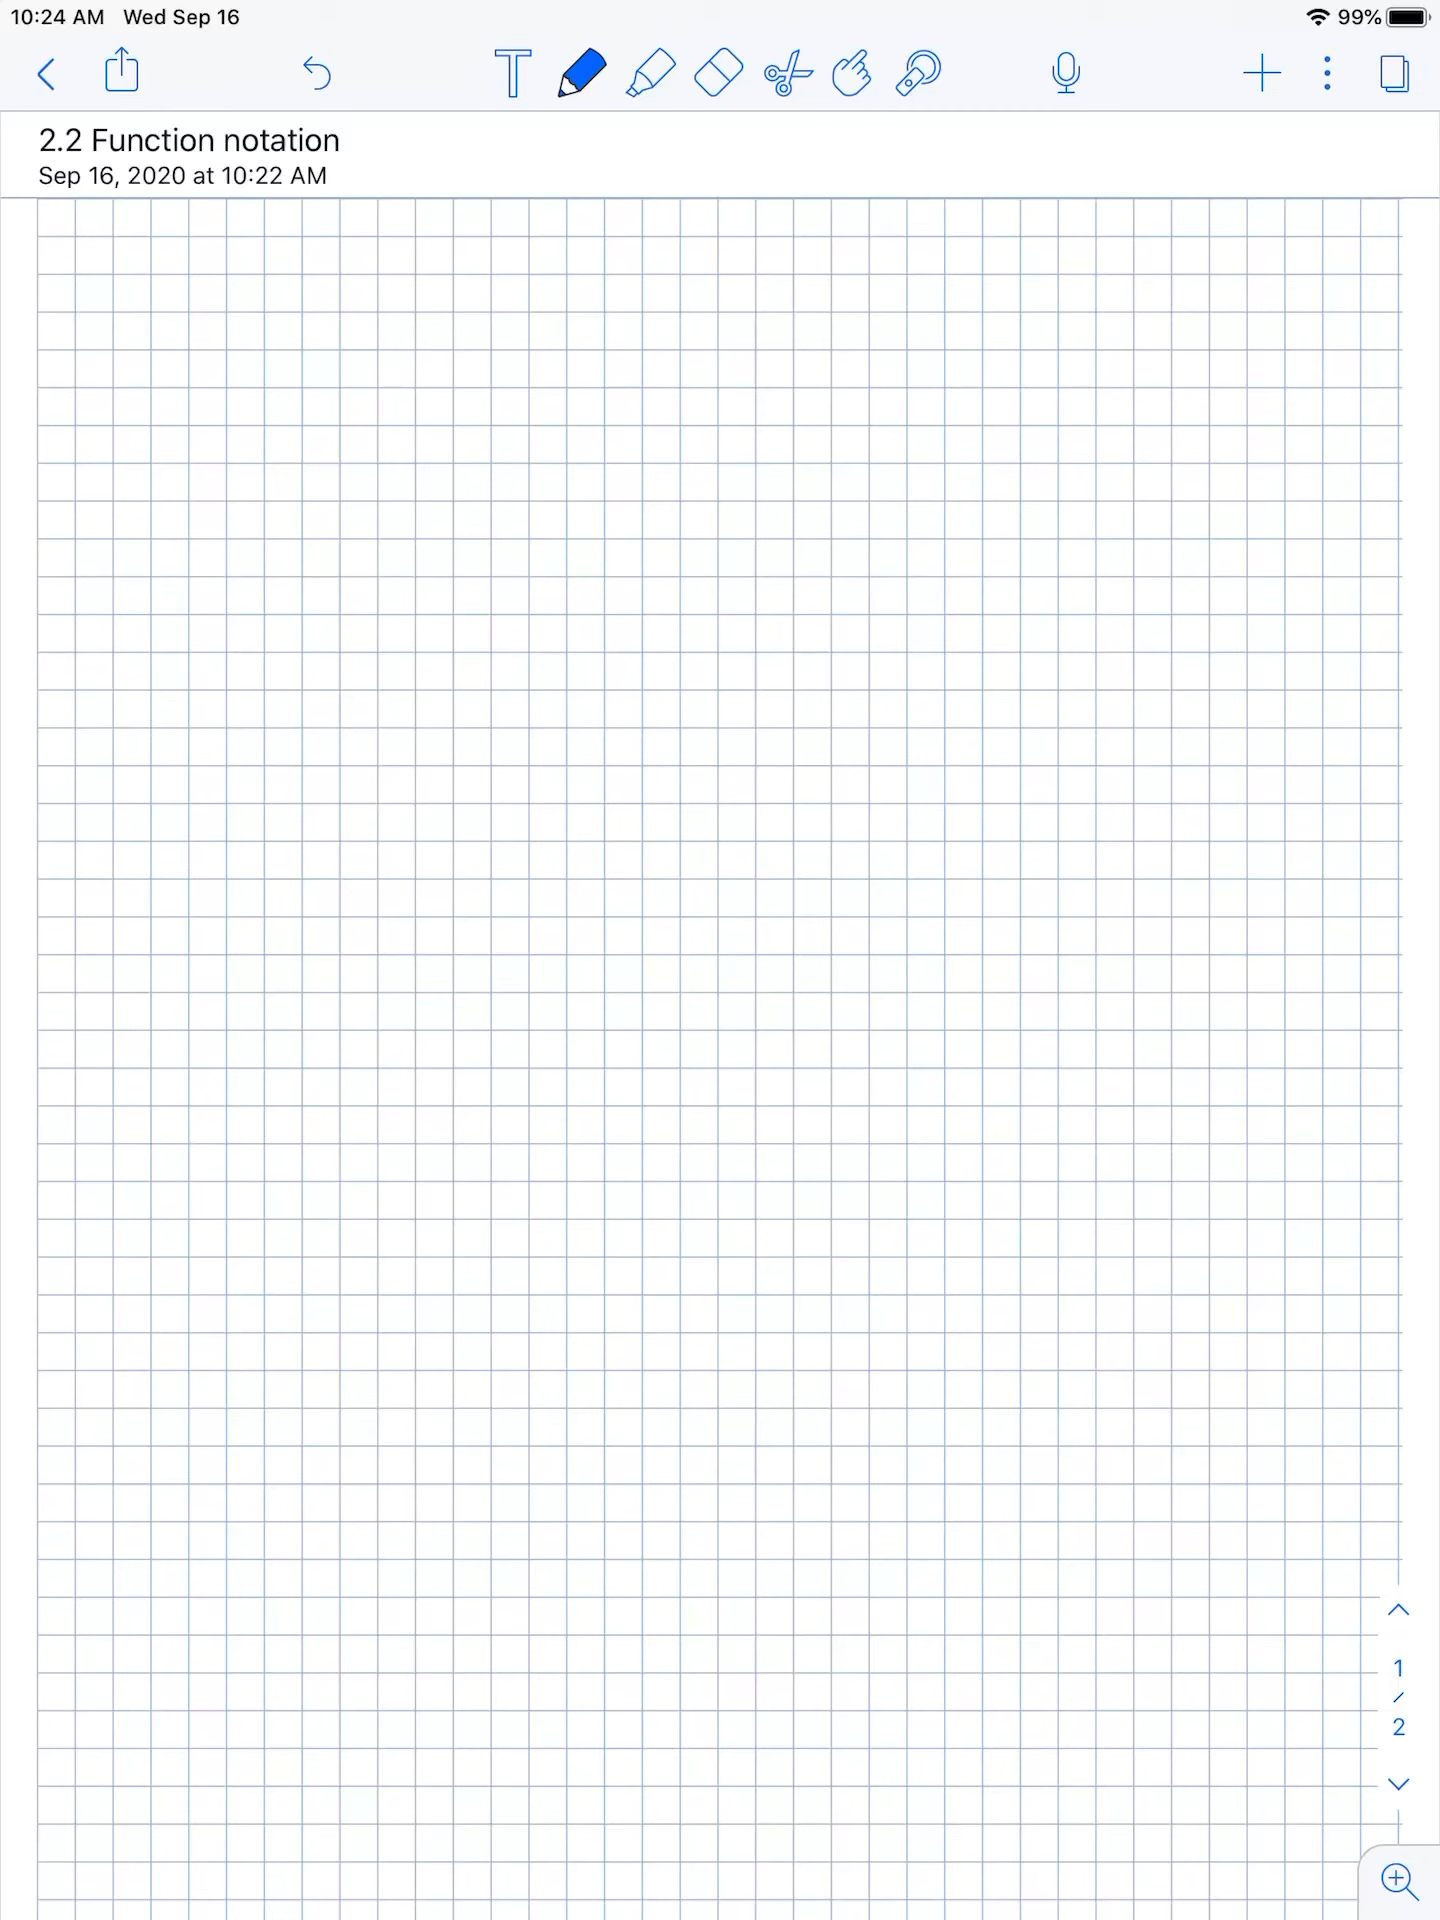 10:24 AM Wed Sep 16 99%
2.2 Function notation
Sep 16, 2020 at 10:22 AM
1
/
2